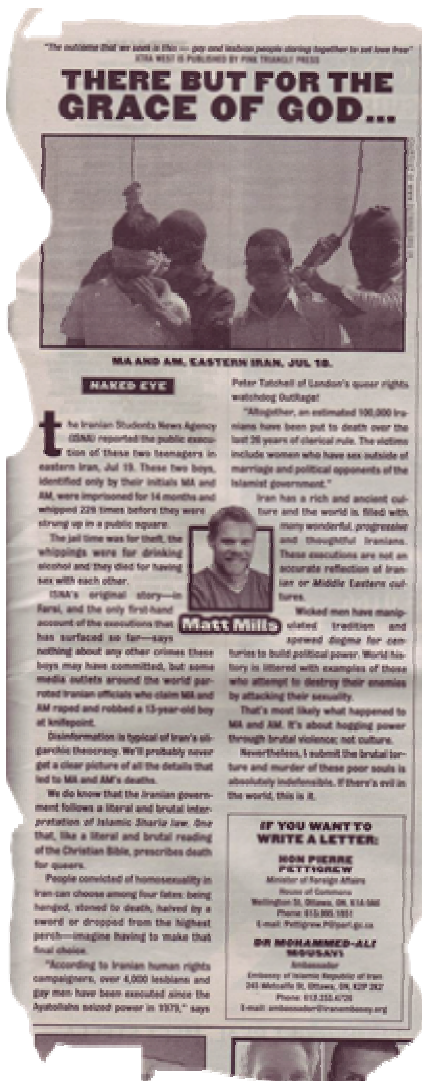 "The outcome that we seek is this — gay and lesbian people daring together to set love free"
XTRA WEST IS PUBLISHED BY PINK TRIANGLE PRESS
THERE BUT FOR THE
GRACE OF GOD...
MA AND AM, EASTERN IRAN, JUL 18.
NAKED EYE
the Iranian Students News Agency
(ISNA) reported the public execu-
tion of these two teenagers in
eastern Iran, Jul 19. These two boys,
identified only by their initials MA and
AM, were imprisoned for 14 months and
whipped 228 times before they were
strung up in a public square.
The jail time was for theft, the
whippings were for drinking
alcohol and they died for having
sex with each other.
ISNA's original story—in
Farsi, and the only first-hand
account of the executions that
has surfaced so far—says
nothing about any other crimes these
boys may have committed, but some
media outlets around the world par-
roted Iranian officials who claim MA and
AM raped and robbed a 13-year-old boy
at knifepoint.
Disinformation is typical of Iran's oli-
garchic theocracy. We'll probably never
get a clear picture of all the details that
led to MA and AM's deaths.
We do know that the Iranian govern-
ment follows a literal and brutal inter-
pretation of Islamic Sharia law. One
that, like a literal and brutal reading
of the Christian Bible, prescribes death
for queers.
People convicted of homosexuality in
Iran can choose among four fates: being
hanged, stoned to death, halved by a
sword or dropped from the highest
perch—imagine having to make that
final choice.
"According to Iranian human rights
campaigners, over 4,000 lesbians and
gay men have been executed since the
Ayatollahs seized power in 1979," says
Peter Tatchell of London's queer rights
watchdog OutRage!
"Altogether, an estimated 100,000 Ira-
nians have been put to death over the
last 26 years of clerical rule. The victims
include women who have sex outside of
marriage and political opponents of the
Islamist government."
Iran has a rich and ancient cul-
ture and the world is filled with
many wonderful, progressive
and thoughtful Iranians.
These executions are not an
accurate reflection of Iran-
ian or Middle Eastern cul-
tures.
Matt Mills
Wicked men have manip-
ulated tradition and
spewed dogma for cen-
turies to build political power. World his-
tory is littered with examples of those
who attempt to destroy their enemies
by attacking their sexuality.
That's most likely what happened to
MA and AM. It's about hogging power
through brutal violence; not culture.
Nevertheless, I submit the brutal tor-
ture and murder of these poor souls is
absolutely indefensible. If there's evil in
the world, this is it.
IF YOU WANT TO
WRITE A LETTER:
HON PIERRE
PETTIGREW
Minister of Foreign Affairs
House of Commons
Wellington St, Ottawa, ON, K1A 0A6
Phone: 613.995.
E-mail: Pettigrew.P@parl.gc.ca
DR MOHAMMED-ALI
MOUSAVI
Ambassador
Embassy of Islamic Republic of Iran
245 Metcalfe St, Ottawa, ON, K2P 2K2
Phone: 613.233.4726
E-mail: ambassador@iranembassy.org